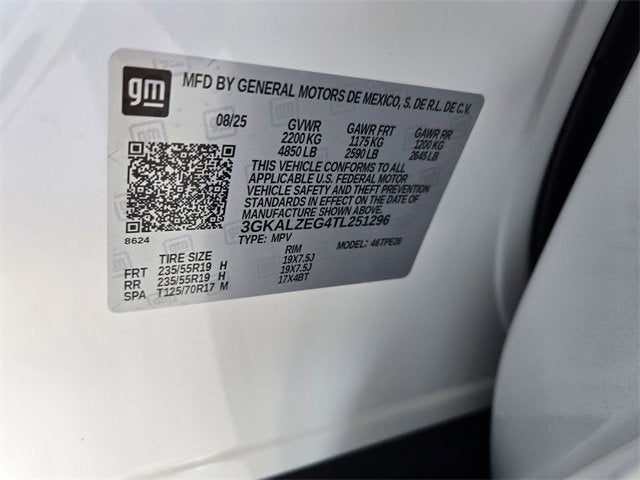 gm
MFD BY GENERAL MOTORS DE MEXICO, S. DE R.L. DE C.V.
08/25 GVWR GAWR FRT GAWR RR
2200 KG 1175 KG 1200 KG
4850 LB 2590 LB 2645 LB
THIS VEHICLE CONFORMS TO ALL
APPLICABLE U.S. FEDERAL MOTOR
VEHICLE SAFETY AND THEFT PREVENTION
STANDARDS IN EFFECT ON THE DATE OF
MANUFACTURE SHOWN ABOVE.
3GKALZEG4TL251296
8624
TYPE: MPV MODEL: 46TPE26
TIRE SIZE RIM
FRT 235/55R19 H 19X7.5J
RR 235/55R19 H 19X7.5J
SPA T125/70R17 M 17X4BT